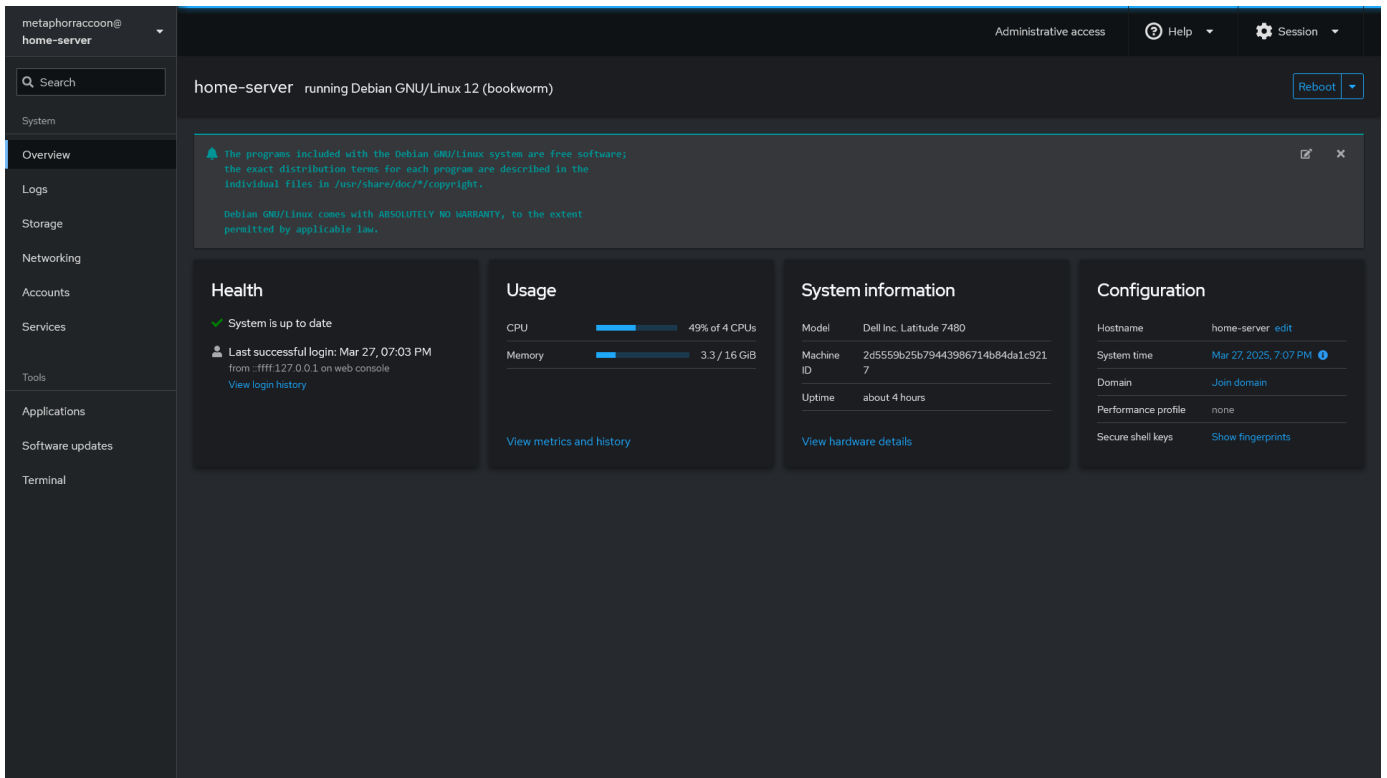 metaphorraccoon@
home-server
Administrative access
Help
Session
Search
home-server running Debian GNU/Linux 12 (bookworm)
Reboot
System
Overview
Logs
Storage
Networking
Accounts
Services
Tools
Applications
Software updates
Terminal
The programs included with the Debian GNU/Linux system are free software;
the exact distribution terms for each program are described in the
individual files in /usr/share/doc/*/copyright.
Debian GNU/Linux comes with ABSOLUTELY NO WARRANTY, to the extent
permitted by applicable law.
Health
System is up to date
Last successful login: Mar 27, 07:03 PM
from ::ffff:127.0.0.1 on web console
View login history
Usage
CPU 49% of 4 CPUs
Memory 3.3 / 16 GiB
View metrics and history
System information
Model Dell Inc. Latitude 7480
Machine 2d5559b25b79443986714b84da1c921
ID 7
Uptime about 4 hours
View hardware details
Configuration
Hostname home-server edit
System time Mar 27, 2025, 7:07 PM
Domain Join domain
Performance profile none
Secure shell keys Show fingerprints